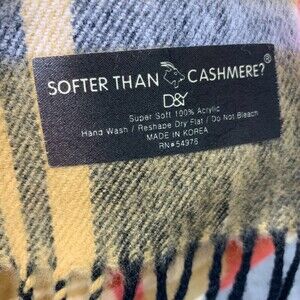 SOFTER THAN CASHMERE?®
D&Y
Super Soft 100% Acrylic
Hand Wash / Reshape Dry Flat / Do Not Bleach
MADE IN KOREA
RN#54976